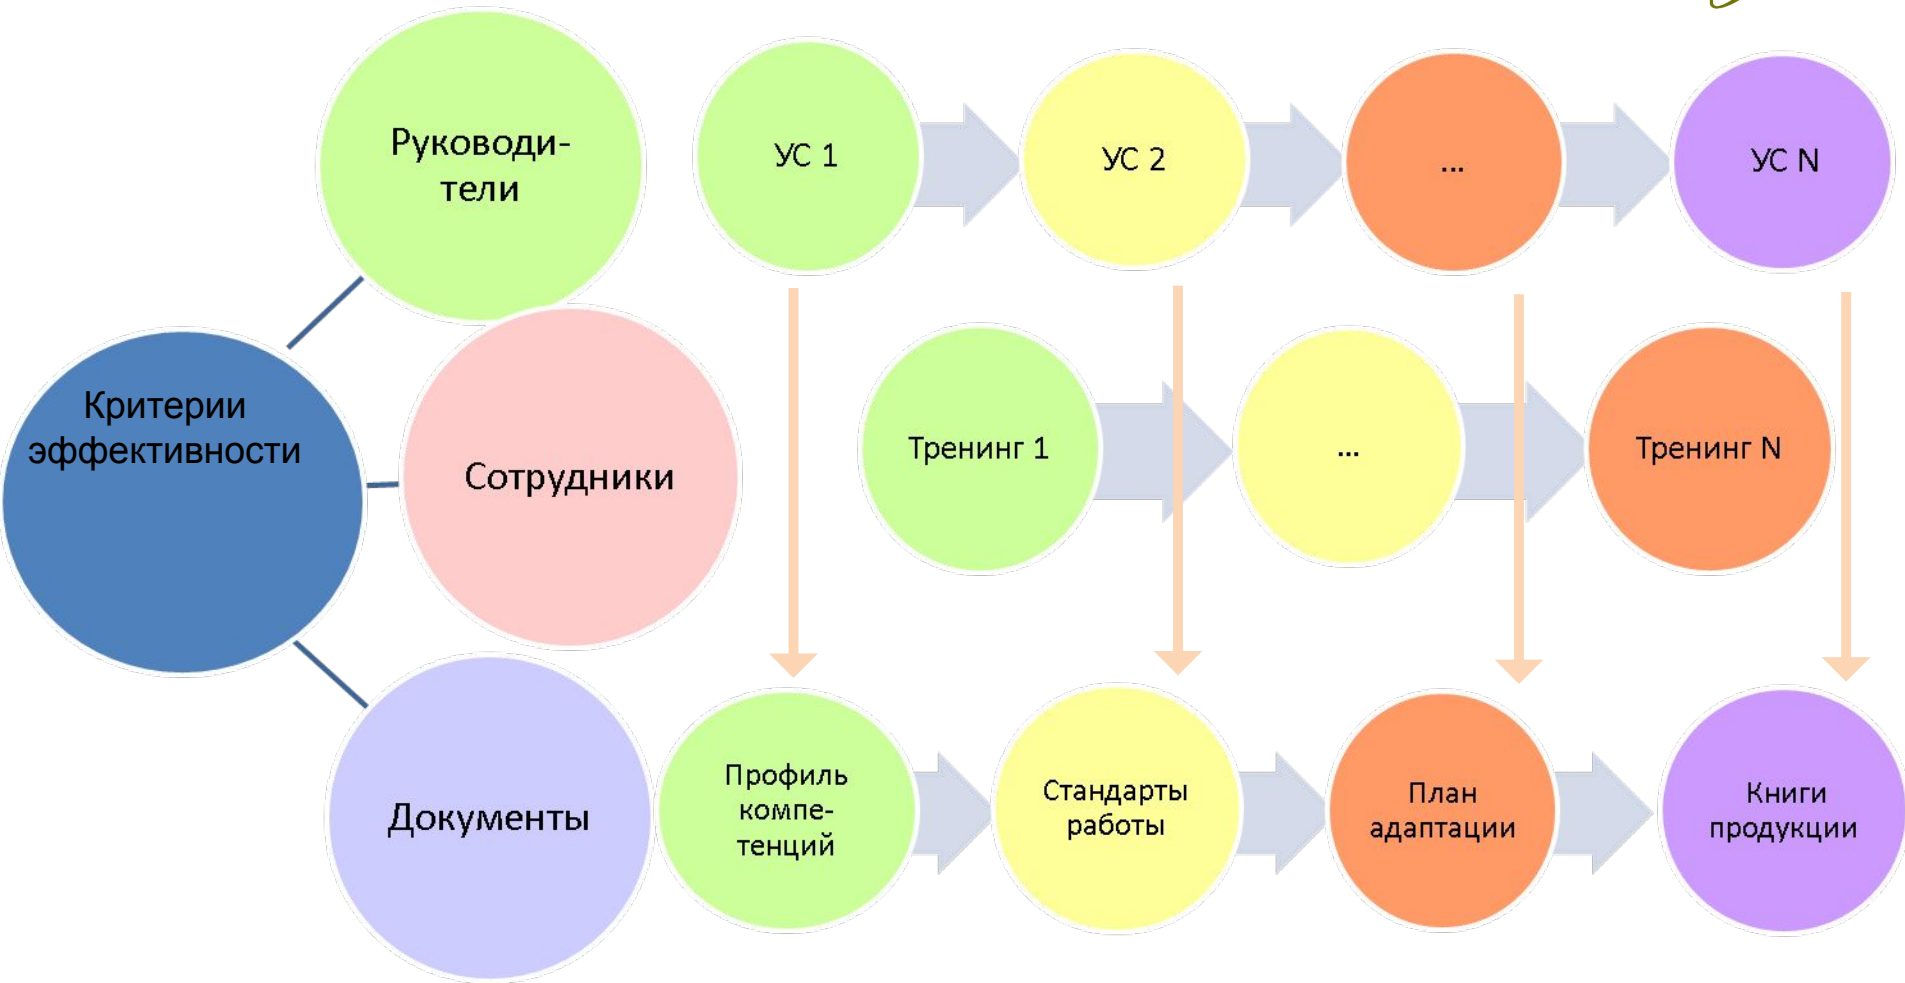 Руководи-
тели
УС 1
УС 2
...
УС N
Критерии
эффективности
Сотрудники
Тренинг 1
...
Тренинг N
Документы
Профиль
компе-
тенций
Стандарты
работы
План
адаптации
Книги
продукции